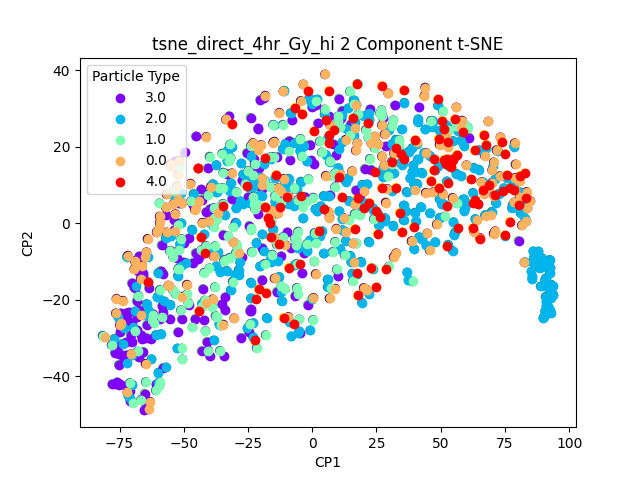 tsne_direct_4hr_Gy_hi 2 Component t-SNE
Particle Type
3.0
2.0
1.0
0.0
4.0
40
20
0
−20
−40
CP2
−75 −50 −25 0 25 50 75 100
CP1